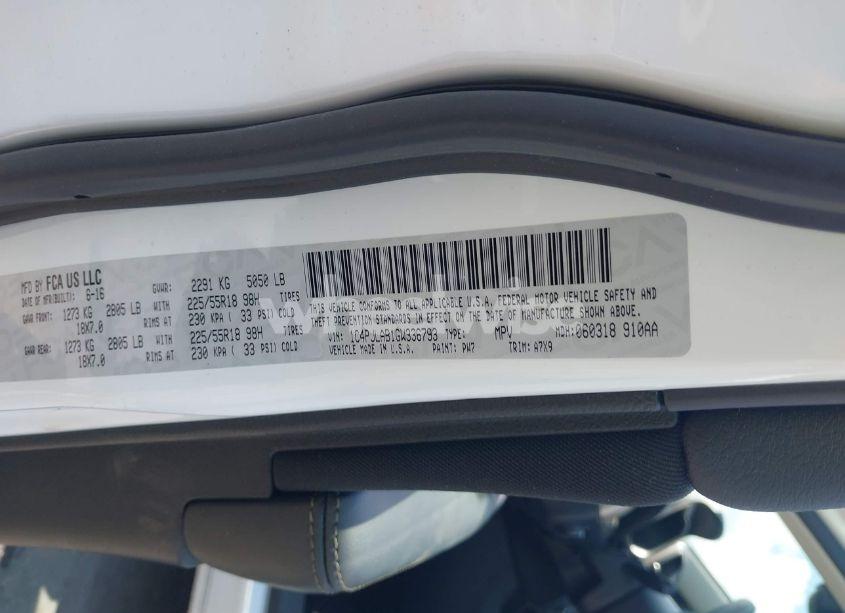 MFD BY FCA US LLC
DATE OF MFR(BUILT): 6-16
GVWR: 2291 KG 5050 LB
GAWR FRONT: 1273 KG 2805 LB WITH 225/55R18 98H TIRES
18X7.0 RIMS AT 230 KPA ( 33 PSI) COLD
GAWR REAR: 1273 KG 2805 LB WITH 225/55R18 98H TIRES
18X7.0 RIMS AT 230 KPA ( 33 PSI) COLD
THIS VEHICLE CONFORMS TO ALL APPLICABLE U.S.A. FEDERAL MOTOR VEHICLE SAFETY AND
THEFT PREVENTION STANDARDS IN EFFECT ON THE DATE OF MANUFACTURE SHOWN ABOVE.
VIN: 1C4PJLAB1GW336793 TYPE: MPV MDH: 060318 910AA
VEHICLE MADE IN U.S.A. PAINT: PW7 TRIM: A7X9